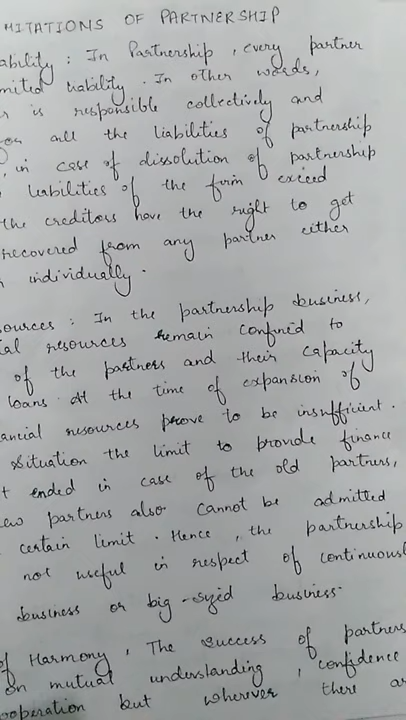 MITATIONS OF PARTNERSHIP
ability : In Partnership , every partner
mited liability . In other words,
r is responsible collectively and
all the liabilities of partnership
, in case of dissolution of partnership
liabilities of the firm exceed
the creditors have the right to get
recovered from any partner either
individually .
ources : In the partnership business,
ial resources remain confined to
of the partners and their capacity
loans At the time of expansion of
ancial resources prove to be insufficient .
situation the limit to provide finance
t ended in case of the old partners,
ew partners also cannot be admitted
certain limit . Hence , the partnership
not useful in respect of continuous
business or big -syed business.
of Harmony , The success of partners
on mutual understanding , confidence
ooperation but wherever there ar